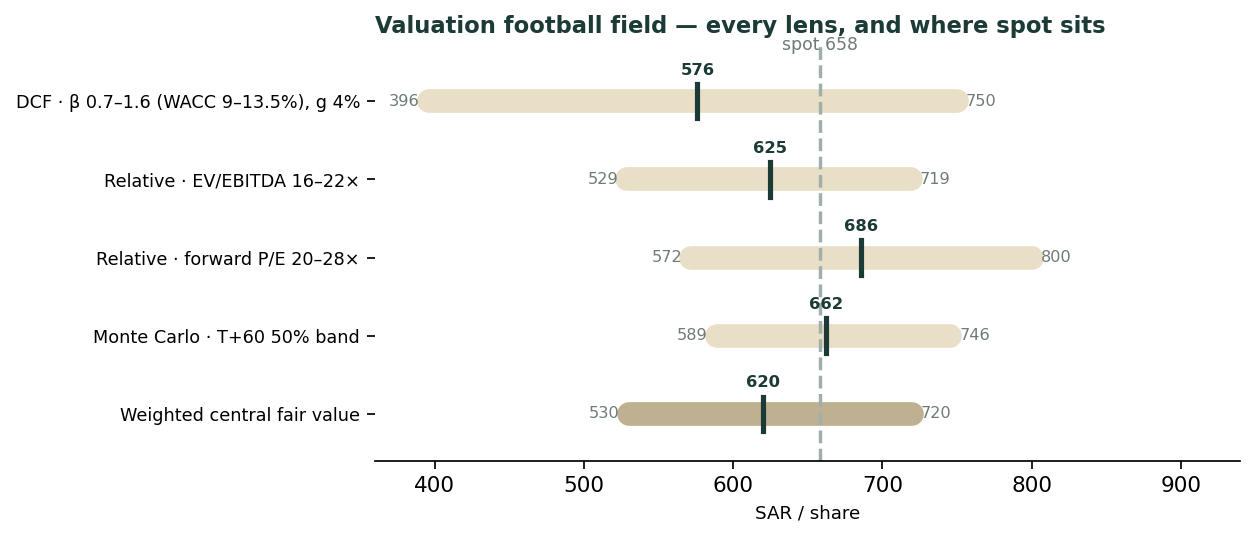 Valuation football field — every lens, and where spot sits
spot 658
DCF · β 0.7–1.6 (WACC 9–13.5%), g 4%
396
576
750
Relative · EV/EBITDA 16–22×
529
625
719
Relative · forward P/E 20–28×
572
686
800
Monte Carlo · T+60 50% band
589
662
746
Weighted central fair value
530
620
720
400 500 600 700 800 900
SAR / share